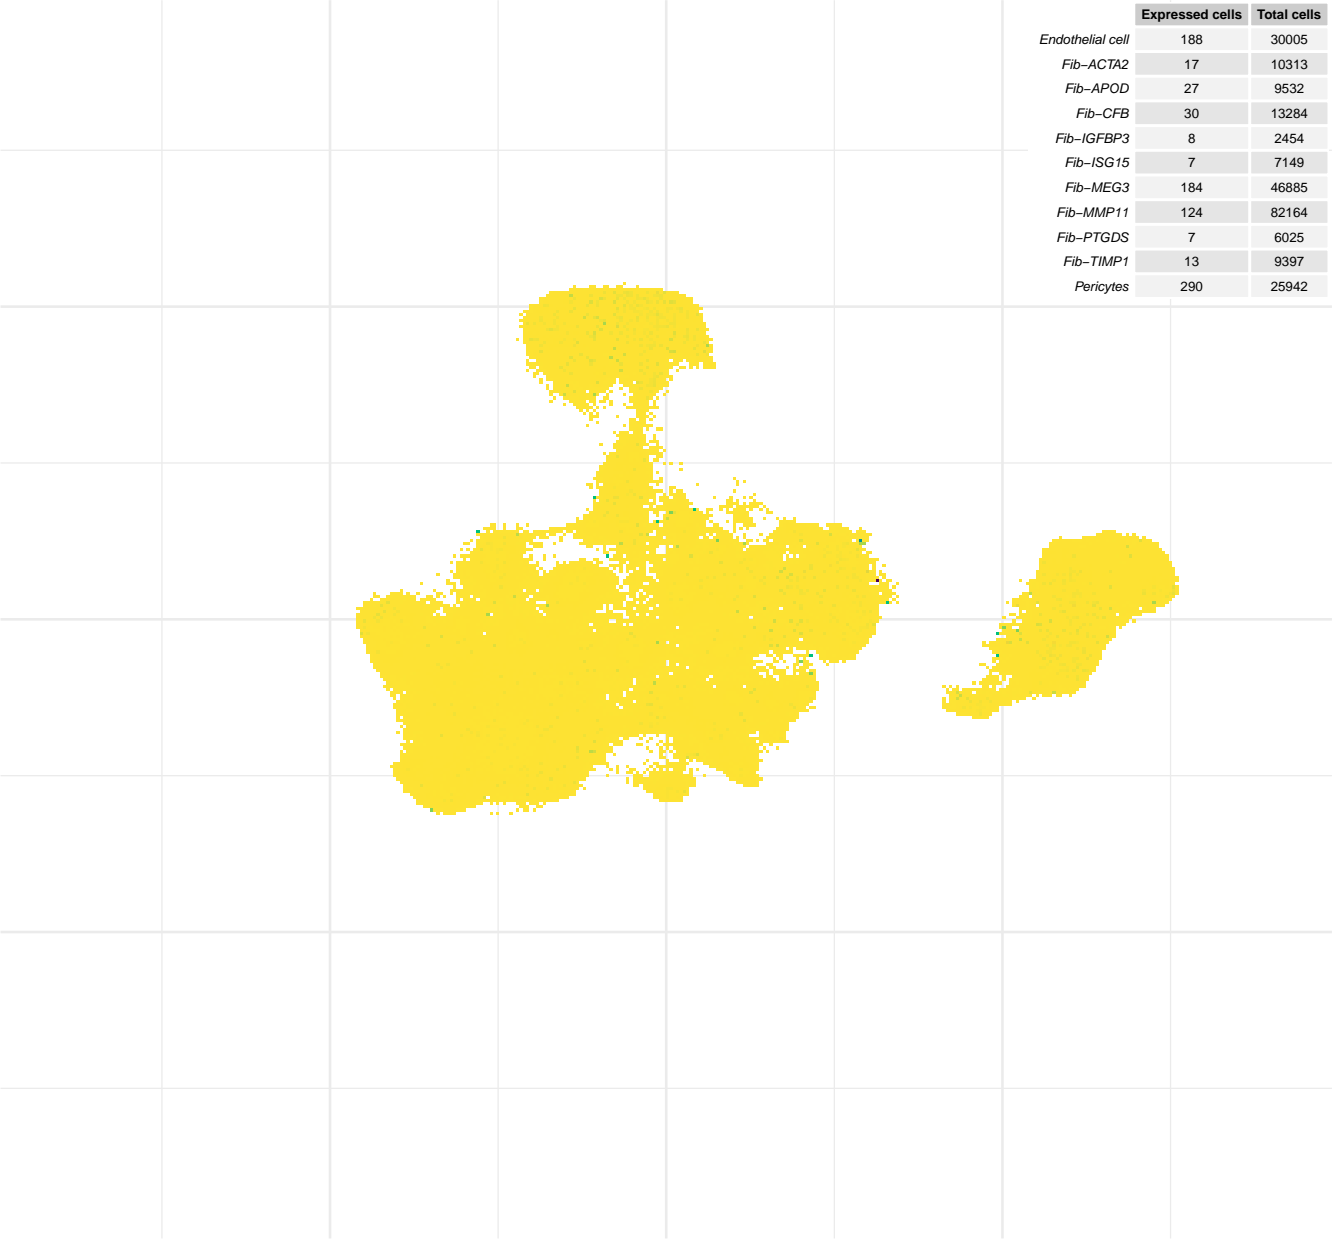 Expressed cells Total cells
Endothelial cell 188 30005
Fib−ACTA2 17 10313
Fib−APOD 27 9532
Fib−CFB 30 13284
Fib−IGFBP3 8 2454
Fib−ISG15 7 7149
Fib−MEG3 184 46885
Fib−MMP11 124 82164
Fib−PTGDS 7 6025
Fib−TIMP1 13 9397
Pericytes 290 25942